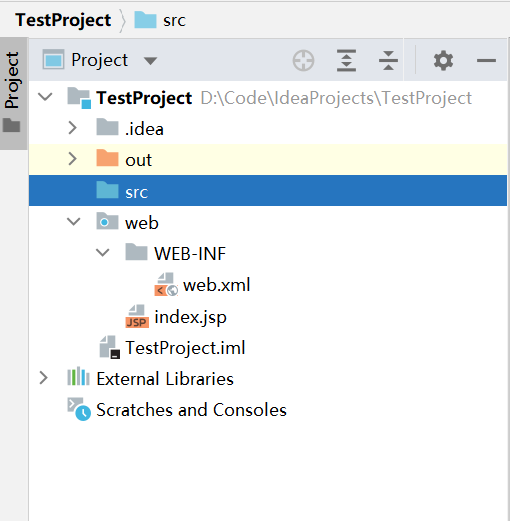 TestProject src
Project
Project
TestProject D:\Code\IdeaProjects\TestProject
.idea
out
src
web
WEB-INF
web.xml
JSP index.jsp
TestProject.iml
External Libraries
Scratches and Consoles